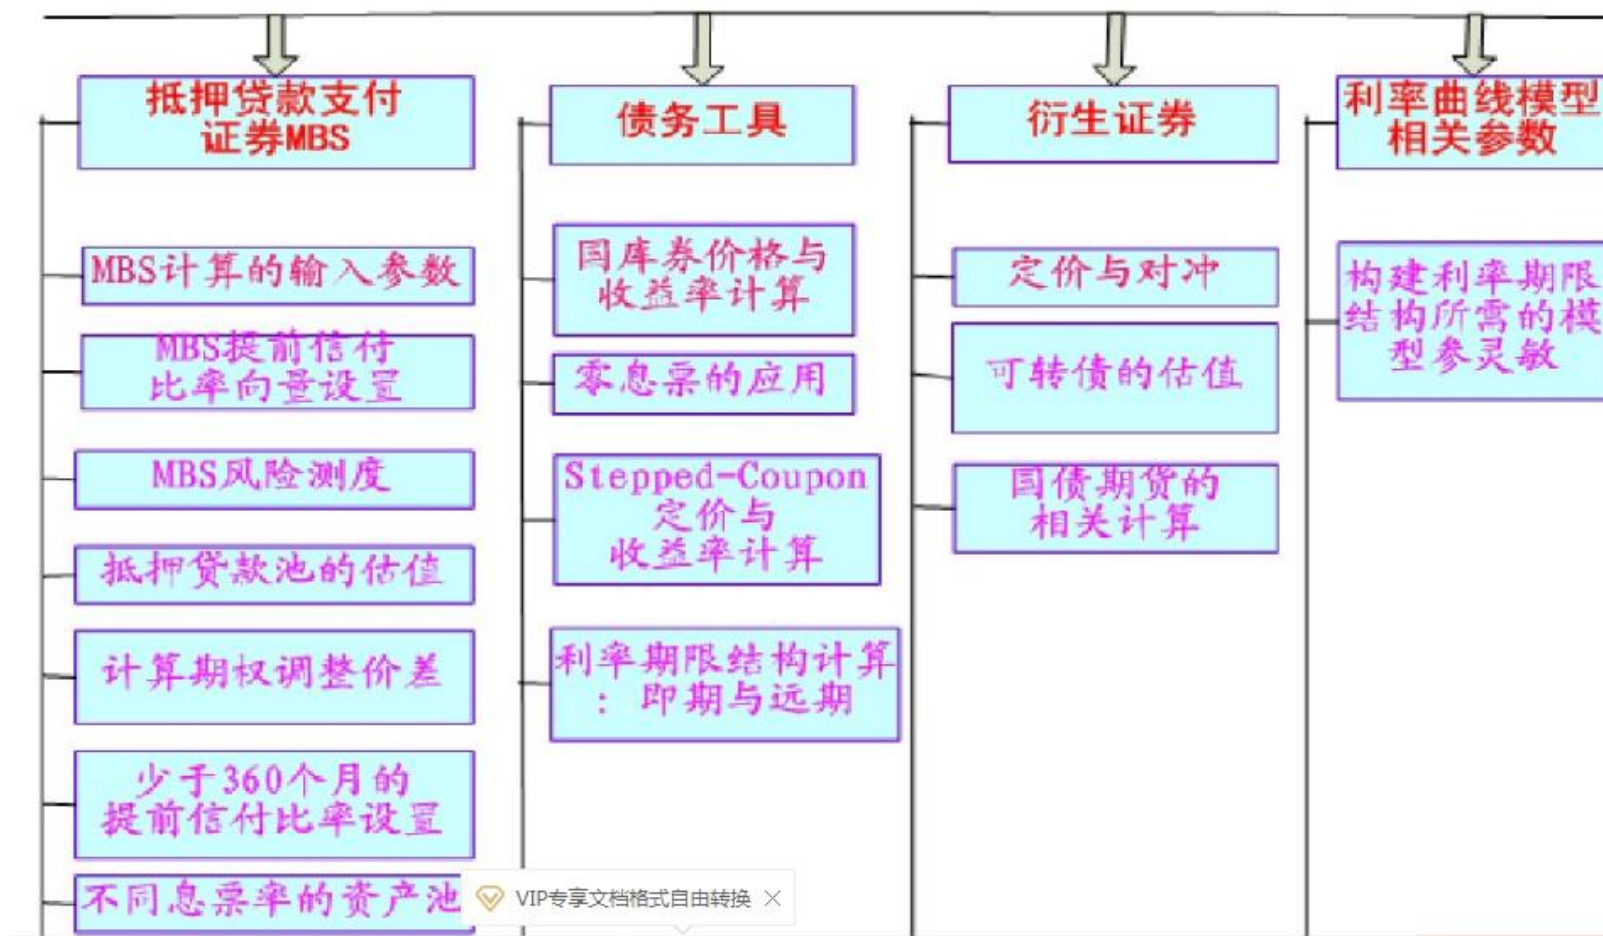 抵押贷款支付
证券MBS
MBS计算的输入参数
MBS提前信付
比率向量设置
MBS风险测度
抵押贷款池的估值
计算期权调整价差
少于360个月的
提前信付比率设置
不同息票率的资产池
债务工具
国库券价格与
收益率计算
零息票的应用
Stepped-Coupon
定价与
收益率计算
利率期限结构计算
：即期与远期
衍生证券
定价与对冲
可转债的估值
国债期货的
相关计算
利率曲线模型
相关参数
构建利率期限
结构所需的模
型参灵敏
VIP专享文档格式自由转换